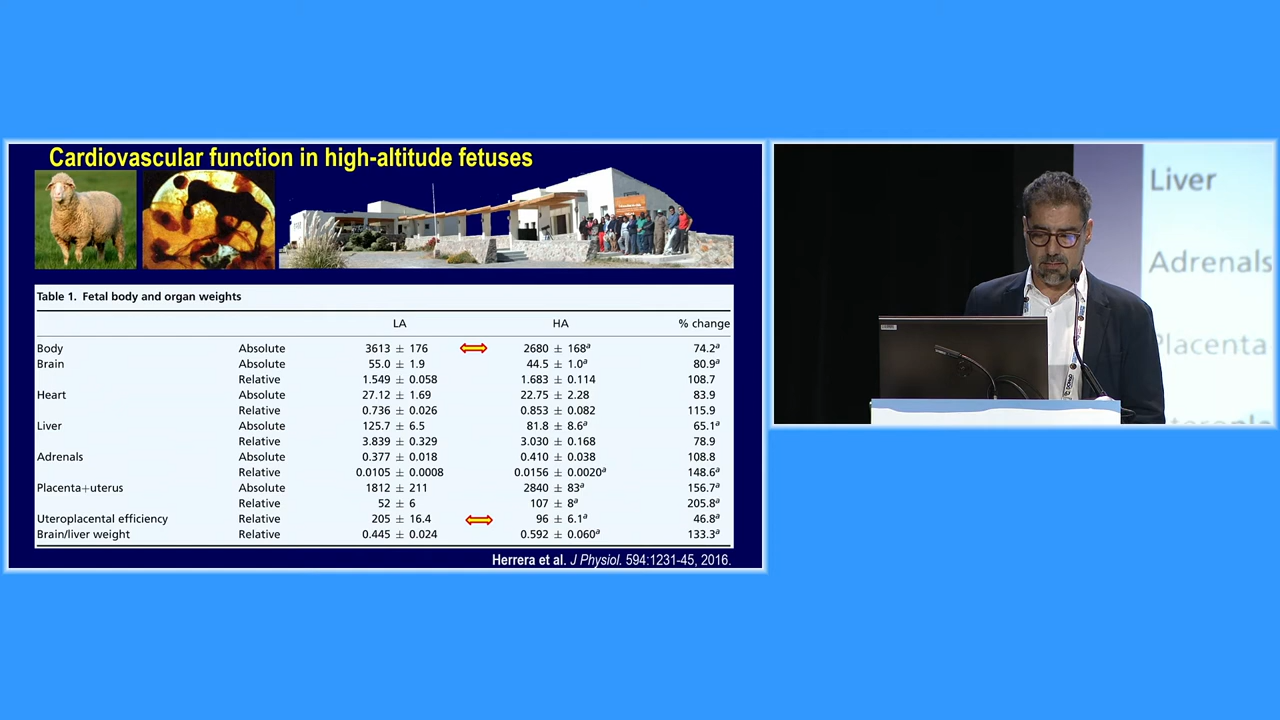 Cardiovascular function in high-altitude fetuses
Table 1. Fetal body and organ weights
LA HA % change
Body Absolute 3613 ± 176 2680 ± 168ᵃ 74.2ᵃ
Brain Absolute 55.0 ± 1.9 44.5 ± 1.0ᵃ 80.9ᵃ
Relative 1.549 ± 0.058 1.683 ± 0.114 108.7
Heart Absolute 27.12 ± 1.69 22.75 ± 2.28 83.9
Relative 0.736 ± 0.026 0.853 ± 0.082 115.9
Liver Absolute 125.7 ± 6.5 81.8 ± 8.6ᵃ 65.1ᵃ
Relative 3.839 ± 0.329 3.030 ± 0.168 78.9
Adrenals Absolute 0.377 ± 0.018 0.410 ± 0.038 108.8
Relative 0.0105 ± 0.0008 0.0156 ± 0.0020ᵃ 148.6ᵃ
Placenta+uterus Absolute 1812 ± 211 2840 ± 83ᵃ 156.7ᵃ
Relative 52 ± 6 107 ± 8ᵃ 205.8ᵃ
Uteroplacental efficiency Relative 205 ± 16.4 96 ± 6.1ᵃ 46.8ᵃ
Brain/liver weight Relative 0.445 ± 0.024 0.592 ± 0.060ᵃ 133.3ᵃ
Herrera et al. J Physiol. 594:1231-45, 2016.
Liver
Adrenals
Placenta